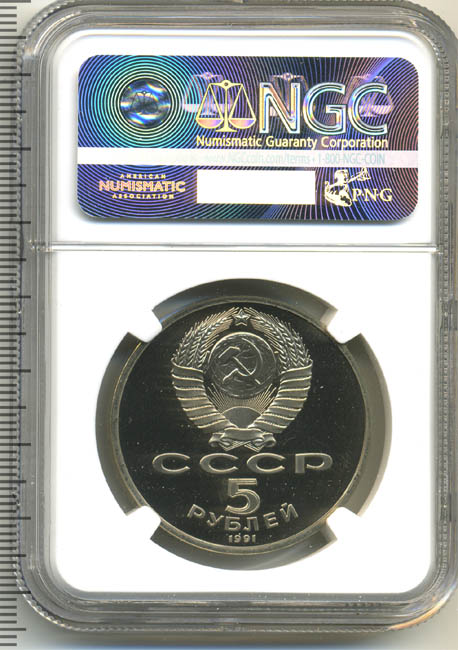 NGC
Numismatic Guaranty Corporation
www.NGCcoin.com/terms • 1-800-NGC-COIN
AMERICAN
NUMISMATIC
ASSOCIATION
PNG
СССР
5
РУБЛЕЙ
1991